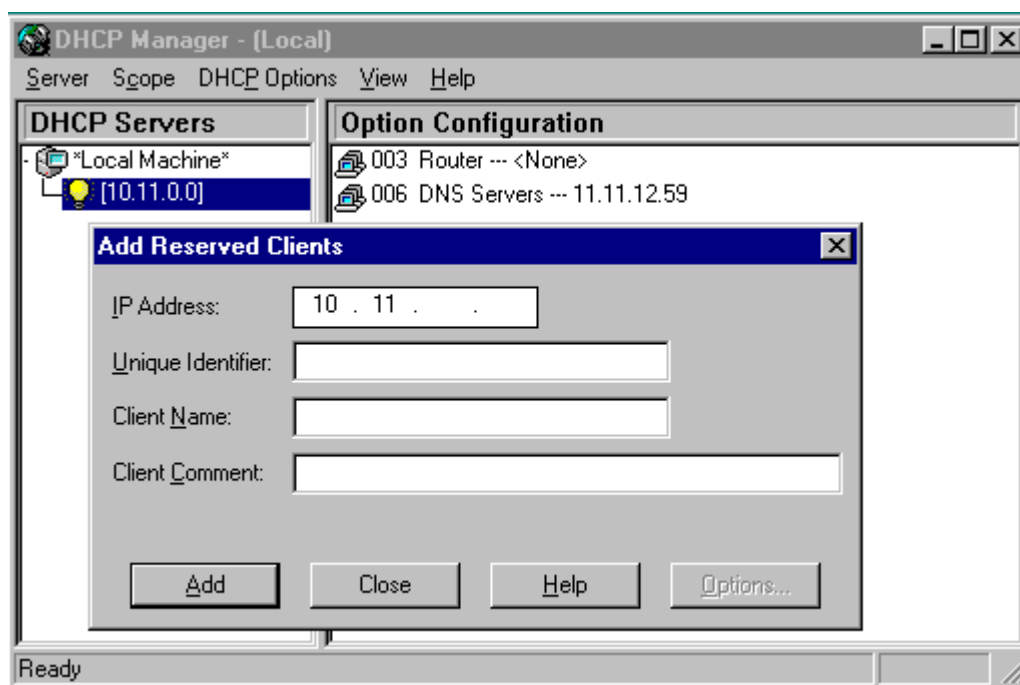 DHCP Manager - (Local)
Server Scope DHCP Options View Help
DHCP Servers
Option Configuration
*Local Machine*
[10.11.0.0]
003 Router --- <None>
006 DNS Servers --- 11.11.12.59
Add Reserved Clients
IP Address: 10 . 11 . .
Unique Identifier:
Client Name:
Client Comment:
Add Close Help Options...
Ready